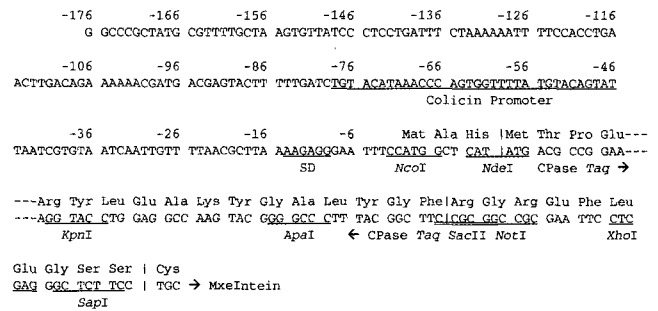 -176 -166 -156 -146 -136 -126 -116
G GCCCGCTATG CGTTTTGCTA AGTGTTATCC CTCCTGATTT CTAAAAAATT TTCCACCTGA
-106 -96 -86 -76 -66 -56 -46
ACTTGACAGA AAAAACGATG ACGAGTACTT TTTGATCTGT ACATAAACCC AGTGGTTTTA TGTACAGTAT
Colicin Promoter
-36 -26 -16 -6 Mat Ala His |Met Thr Pro Glu---
TAATCGTGTA ATCAATTGTT TTAACGCTTA AAAGAGGGAA TTTCCATGG CT CAT |ATG ACG CCG GAA--
SD NcoI NdeI CPase Taq →
---Arg Tyr Leu Glu Ala Lys Tyr Gly Ala Leu Tyr Gly Phe|Arg Gly Arg Glu Phe Leu
---AGG TAC CTG GAG GCC AAG TAC GGG GCC CTT TAC GGC TTC|CGC GGC CGC GAA TTC CTC
KpnI ApaI ← CPase Taq SacII NotI XhoI
Glu Gly Ser Ser | Cys
GAG GGC TCT TCC | TGC → MxeIntein
SapI